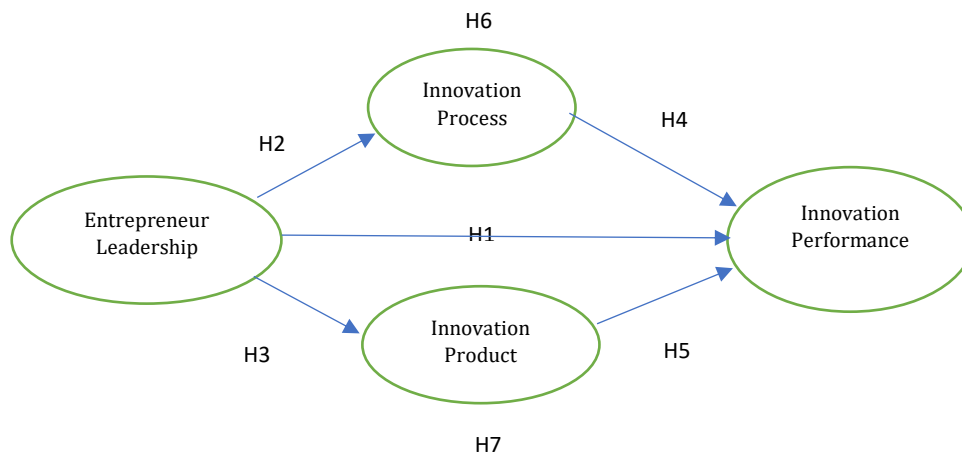 H6
Innovation
Process
H4
H2
Entrepreneur
Leadership
H1
Innovation
Performance
Innovation
Product
H3
H5
H7